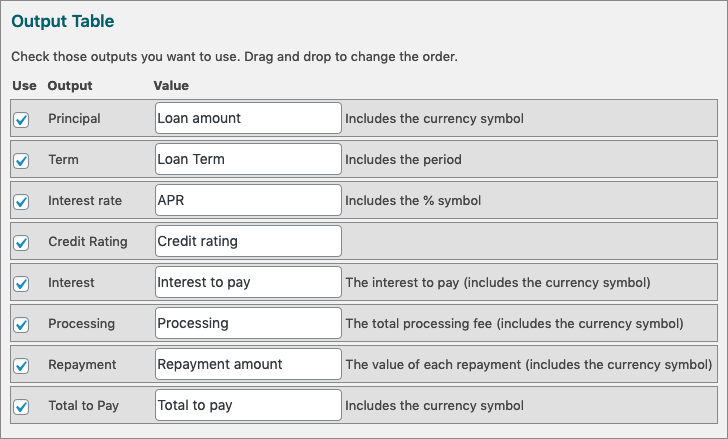 Output Table
Check those outputs you want to use. Drag and drop to change the order.
Use Output Value
Principal Loan amount Includes the currency symbol
Term Loan Term Includes the period
Interest rate APR Includes the % symbol
Credit Rating Credit rating
Interest Interest to pay The interest to pay (includes the currency symbol)
Processing Processing The total processing fee (includes the currency symbol)
Repayment Repayment amount The value of each repayment (includes the currency symbol)
Total to Pay Total to pay Includes the currency symbol